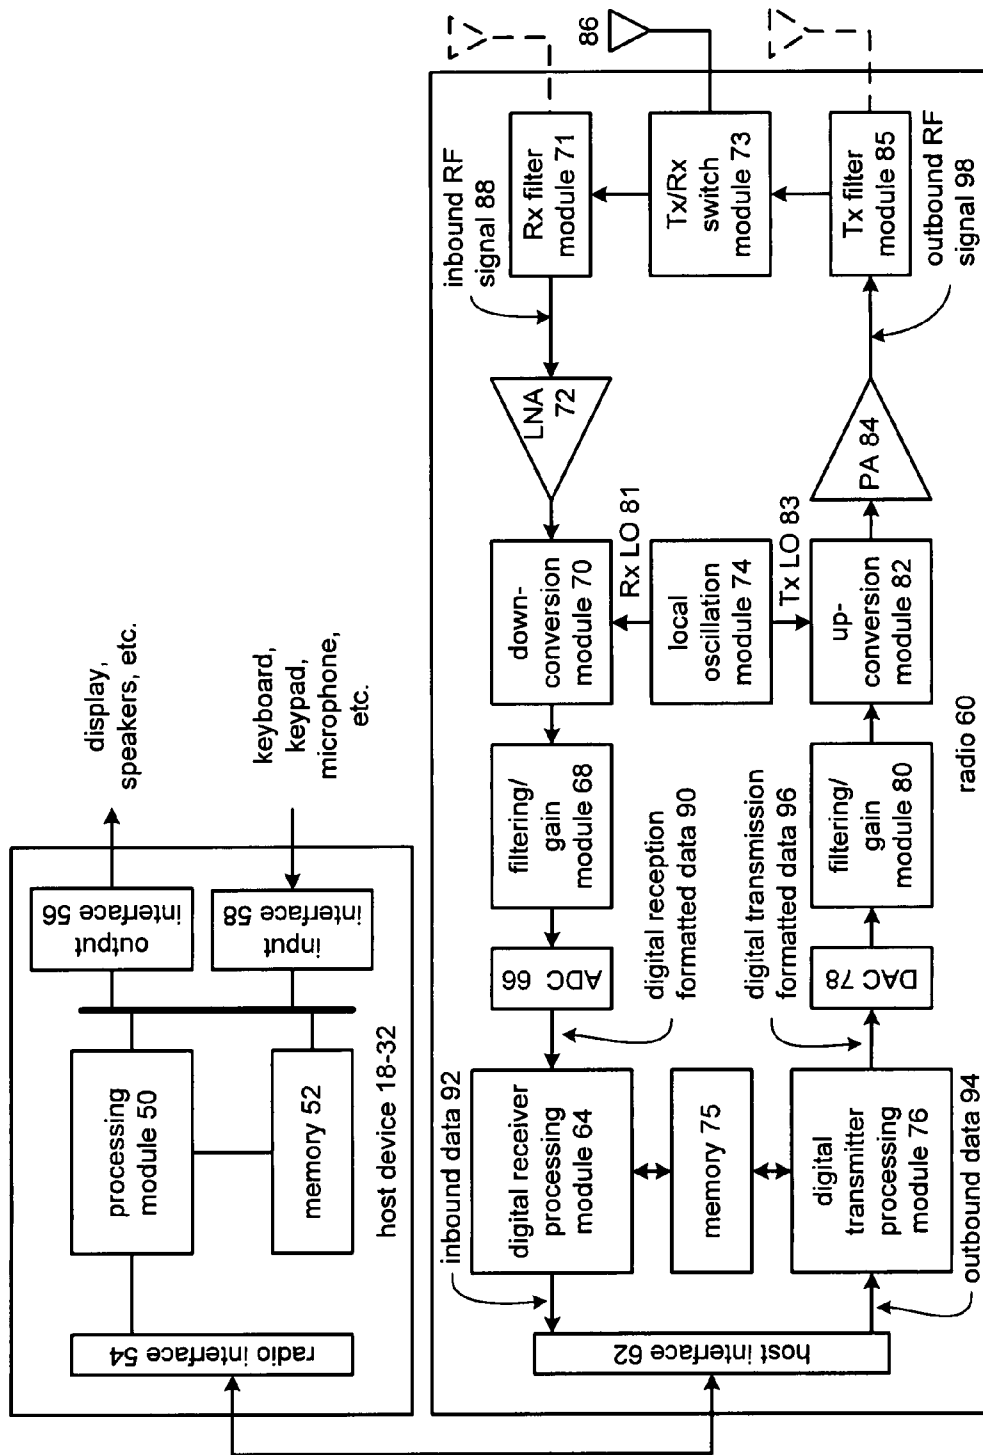 radio interface 54
processing
module 50
memory 52
output
interface 56
input
interface 58
display,
speakers, etc.
keyboard,
keypad,
microphone,
etc.
host device 18-32
host interface 62
inbound data 92
digital receiver
processing
module 64
ADC 66
digital reception
formatted data 90
filtering/
gain
module 68
down-
conversion
module 70
Rx LO 81
LNA
72
inbound RF
signal 88
Rx filter
module 71
86
memory 75
local
oscillation
module 74
Tx/Rx
switch
module 73
Tx LO 83
digital
transmitter
processing
module 76
outbound data 94
digital transmission
formatted data 96
DAC 78
filtering/
gain
module 80
up-
conversion
module 82
PA 84
outbound RF
signal 98
Tx filter
module 85
radio 60